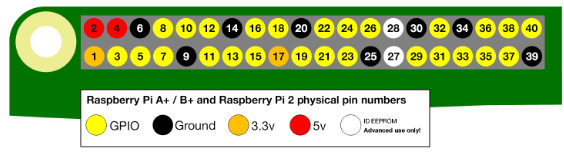 2 4 6 8 10 12 14 16 18 20 22 24 26 28 30 32 34 36 38 40
1 3 5 7 9 11 13 15 17 19 21 23 25 27 29 31 33 35 37 39
Raspberry Pi A+ / B+ and Raspberry Pi 2 physical pin numbers
GPIO Ground 3.3v 5v ID EEPROM
Advanced use only!